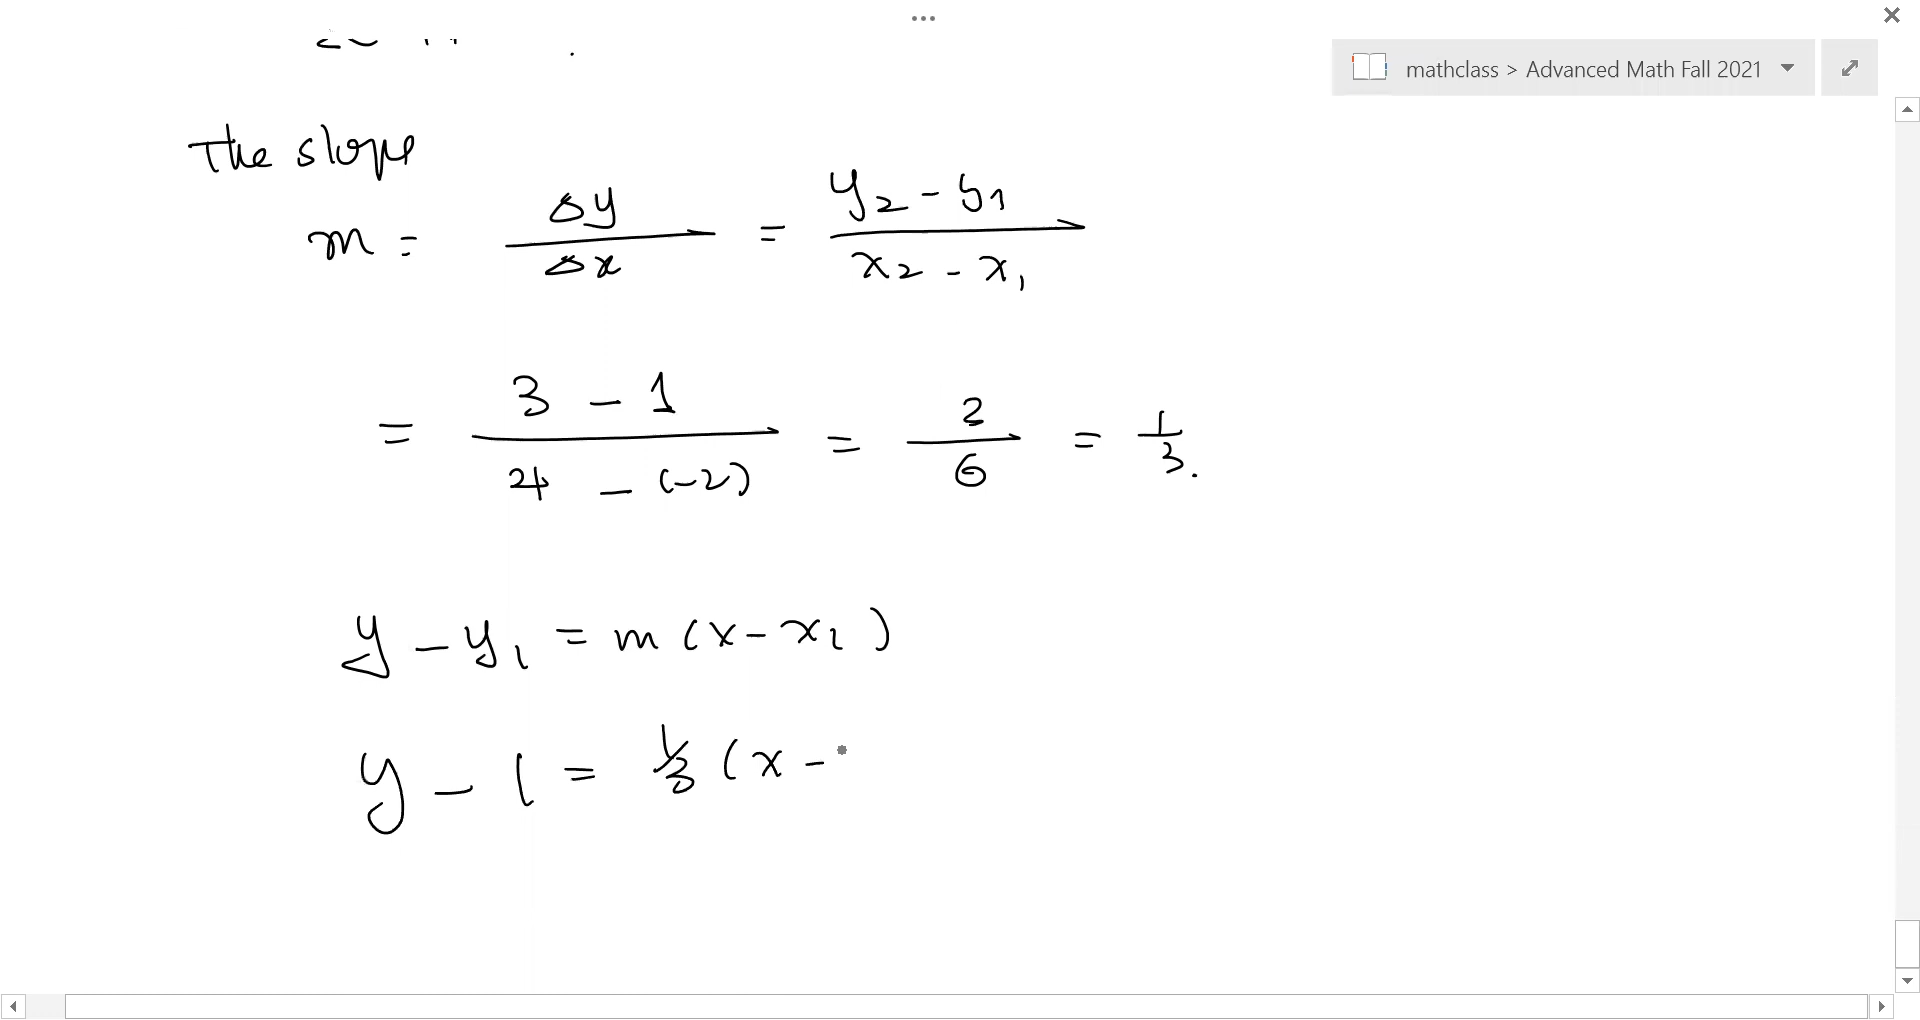 mathclass > Advanced Math Fall 2021
The slope
m = Δy/Δx = y2 - y1/x2 - x1
= 3 - 1/4 - (-2) = 2/6 = 1/3.
y - y1 = m (x - x1)
y - 1 = 1/3 (x -